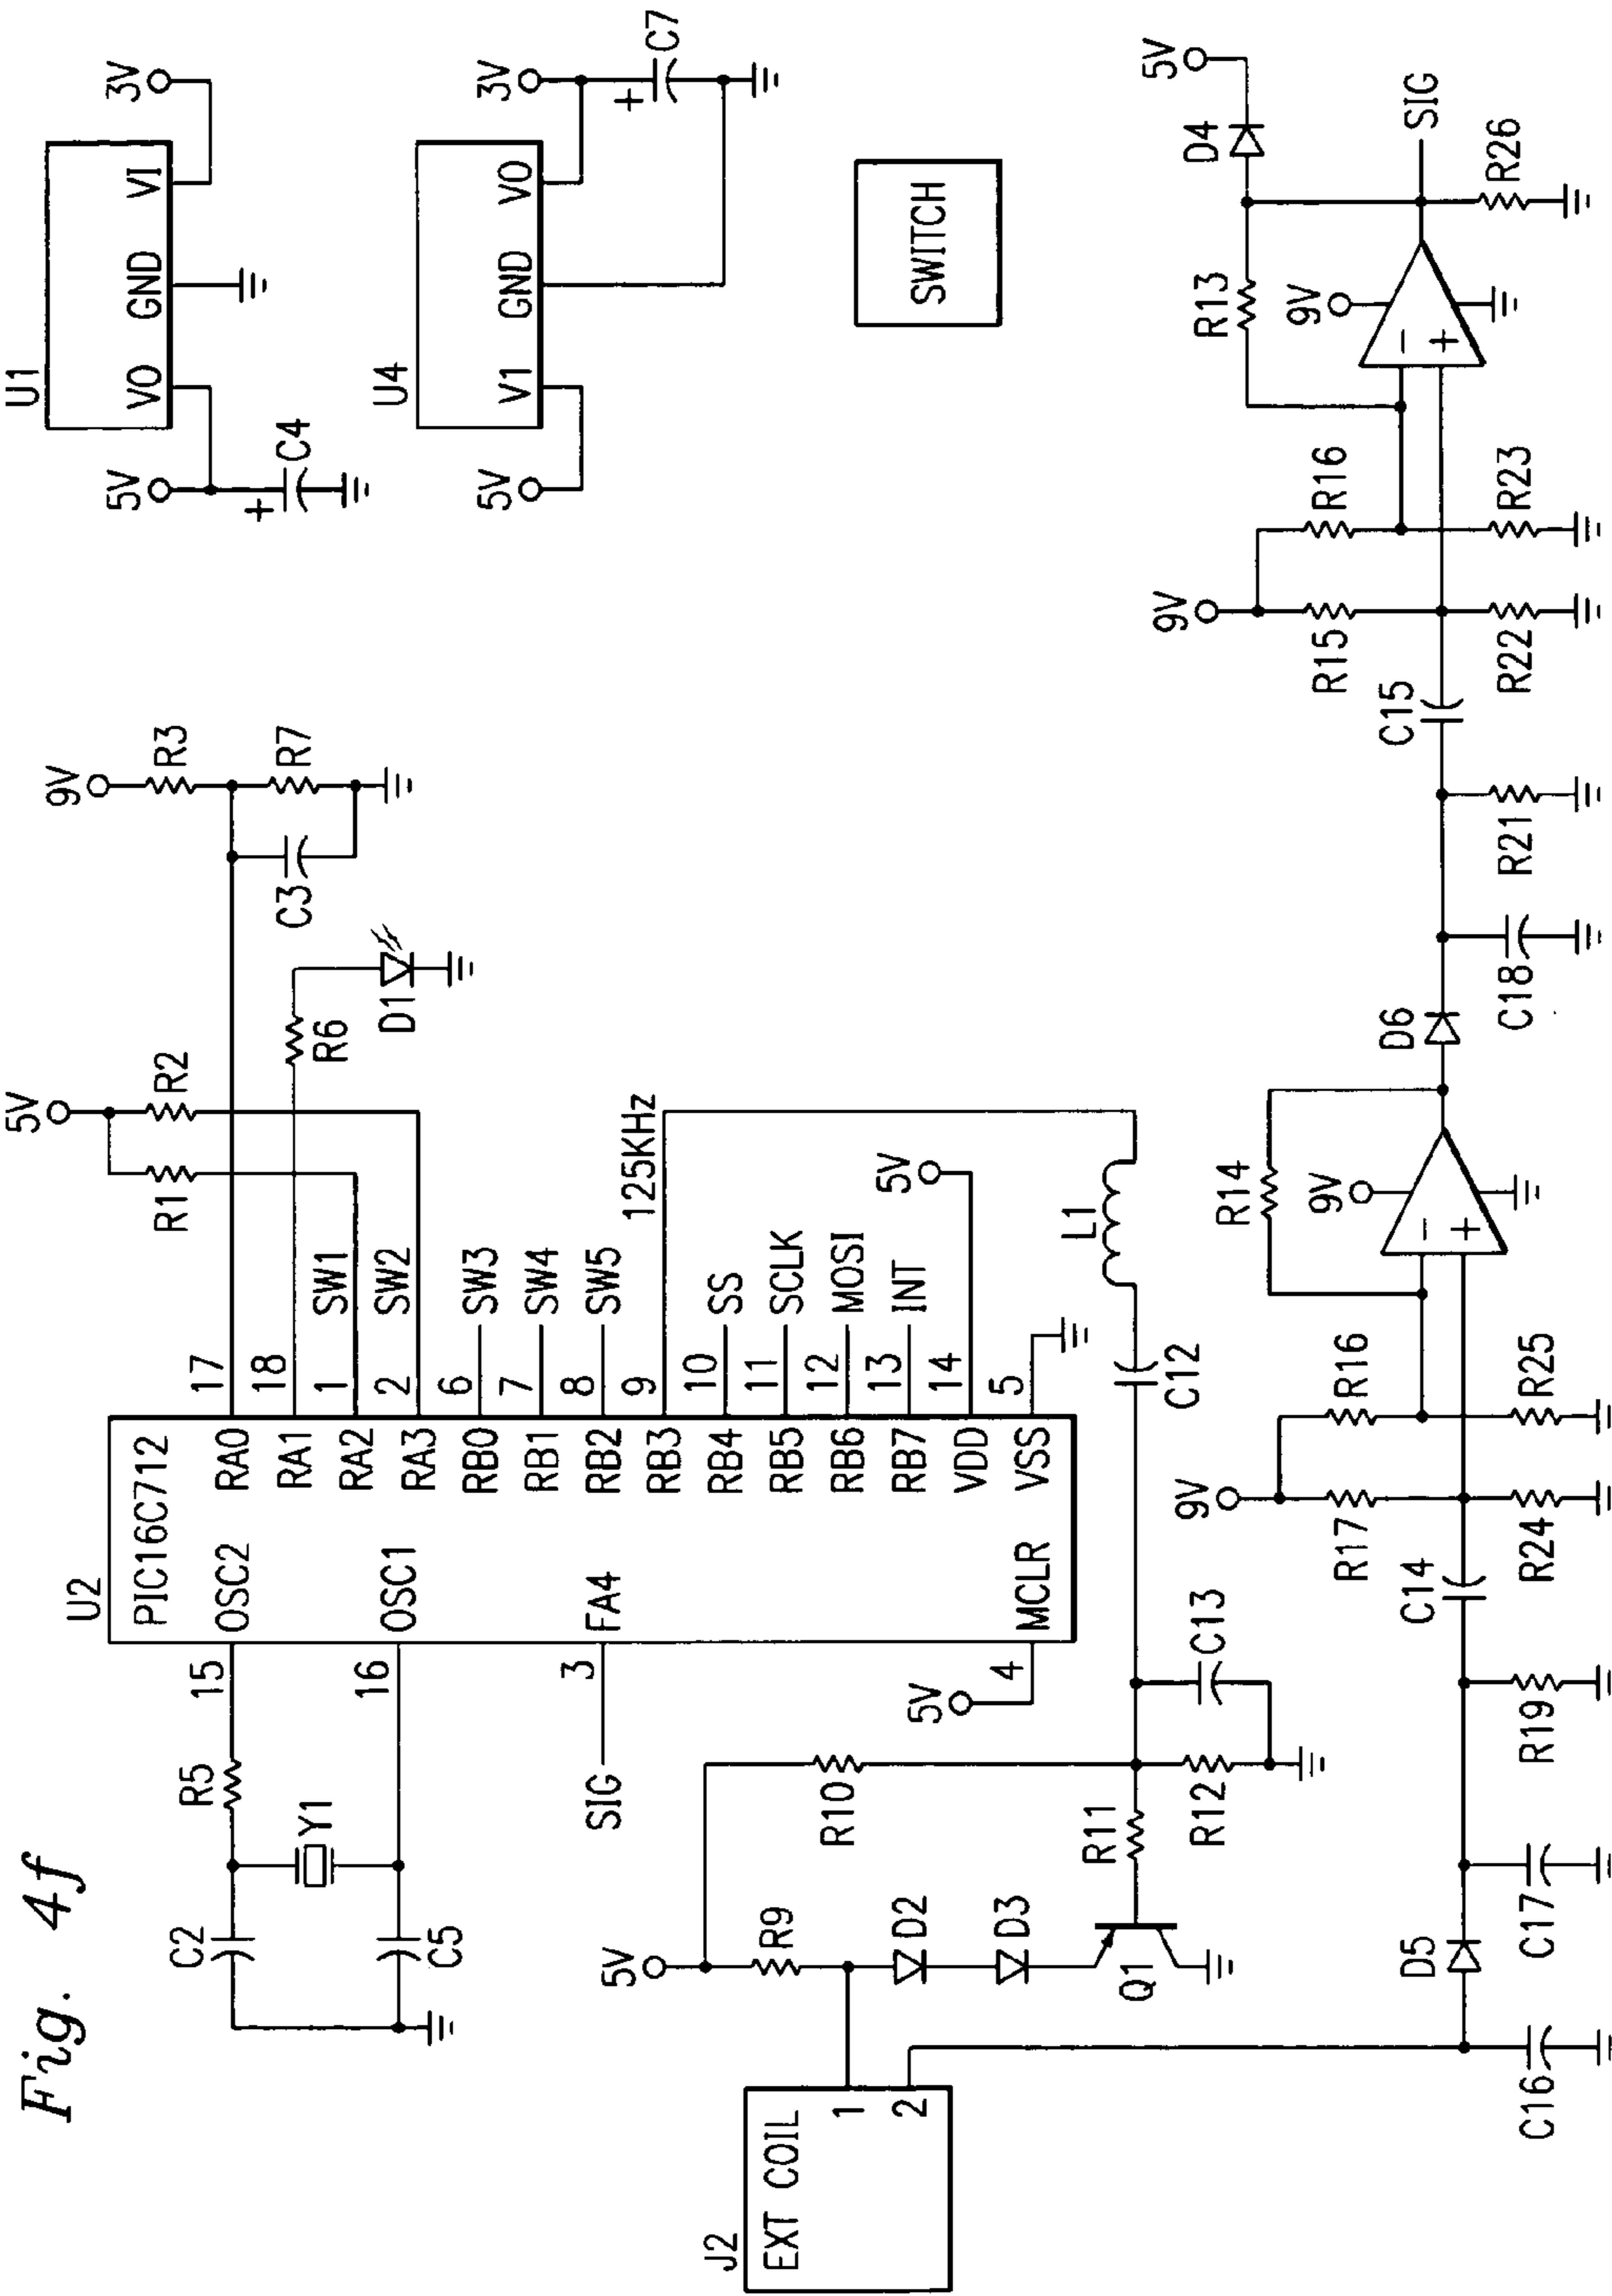 Fig. 4f
U1
VO
GND
VI
5V
3V
+
C4
U4
V1
GND
VO
5V
3V
+
C7
SWITCH
U2
PIC16C712
OSC2
OSC1
FA4
MCLR
RA0
RA1
RA2
RA3
RB0
RB1
RB2
RB3
RB4
RB5
RB6
RB7
VDD
VSS
15
16
3
4
17
18
1
2
6
7
8
9
10
11
12
13
14
5
SW1
SW2
SW3
SW4
SW5
125KHz
SS
SCLK
MOSI
INT
5V
C2
R5
Y1
C5
SIG
5V
5V
R1
R2
R6
D1
9V
R3
R7
C3
L1
C12
C13
R10
R11
R12
5V
R9
D2
D3
Q1
J2
EXT COIL
1
2
C16
D5
C17
R19
C14
9V
R17
R16
R24
R25
R14
9V
−
+
D6
C18
R21
C15
9V
R15
R16
R22
R23
R13
9V
−
+
D4
5V
SIG
R26